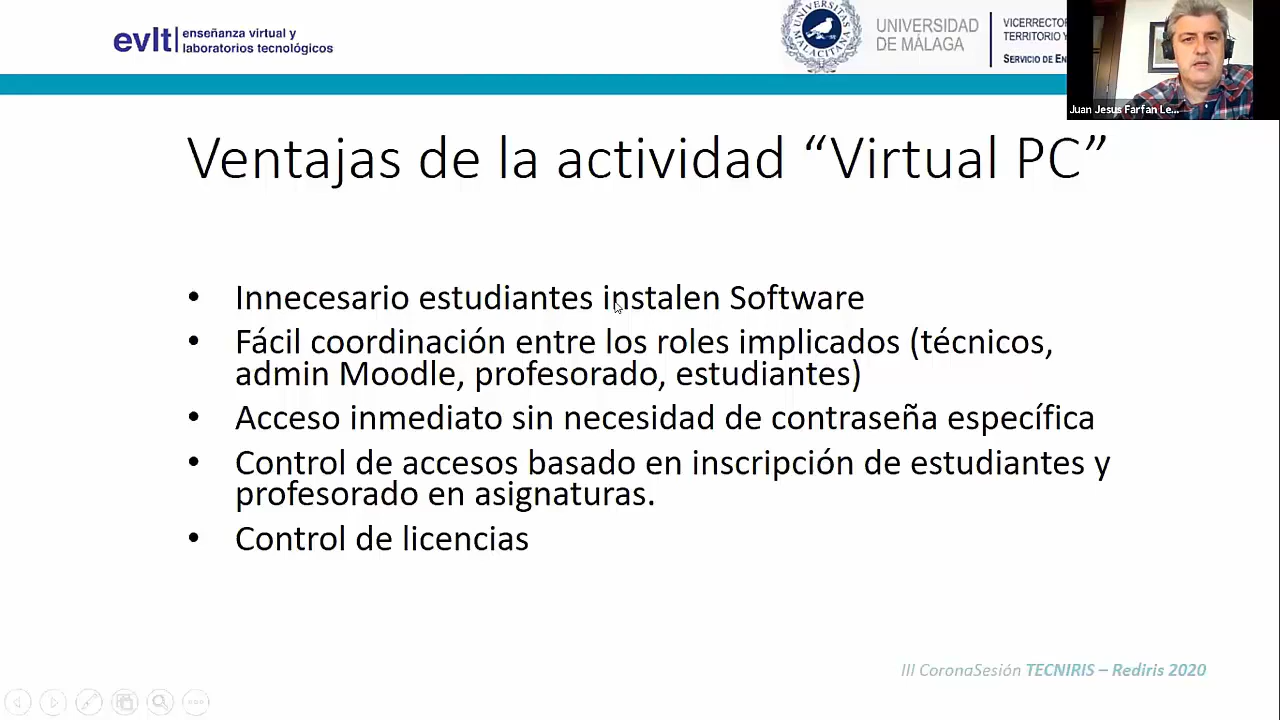 evlt enseñanza virtual y
laboratorios tecnológicos
UNIVERSIDAD
DE MÁLAGA
VICERRECTOR
TERRITORIO Y
SERVICIO DE EN
Juan Jesus Farfan Le...
Ventajas de la actividad “Virtual PC”
• Innecesario estudiantes instalen Software
• Fácil coordinación entre los roles implicados (técnicos,
admin Moodle, profesorado, estudiantes)
• Acceso inmediato sin necesidad de contraseña específica
• Control de accesos basado en inscripción de estudiantes y
profesorado en asignaturas.
• Control de licencias
III CoronaSesión TECNIRIS – Rediris 2020